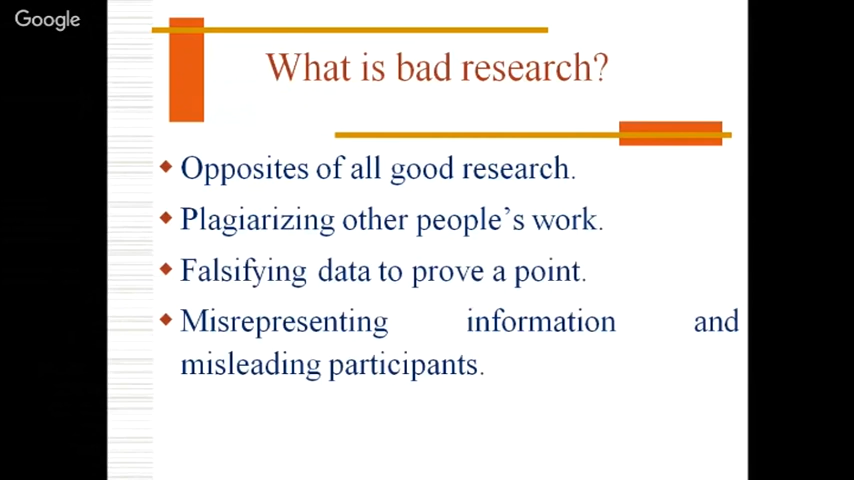 Google
What is bad research?
Opposites of all good research.
Plagiarizing other people's work.
Falsifying data to prove a point.
Misrepresenting information and
misleading participants.